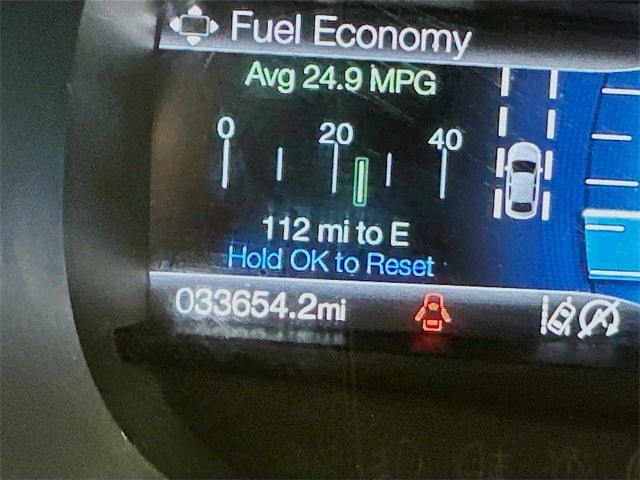 Fuel Economy
Avg 24.9 MPG
0 20 40
112 mi to E
Hold OK to Reset
033654.2mi